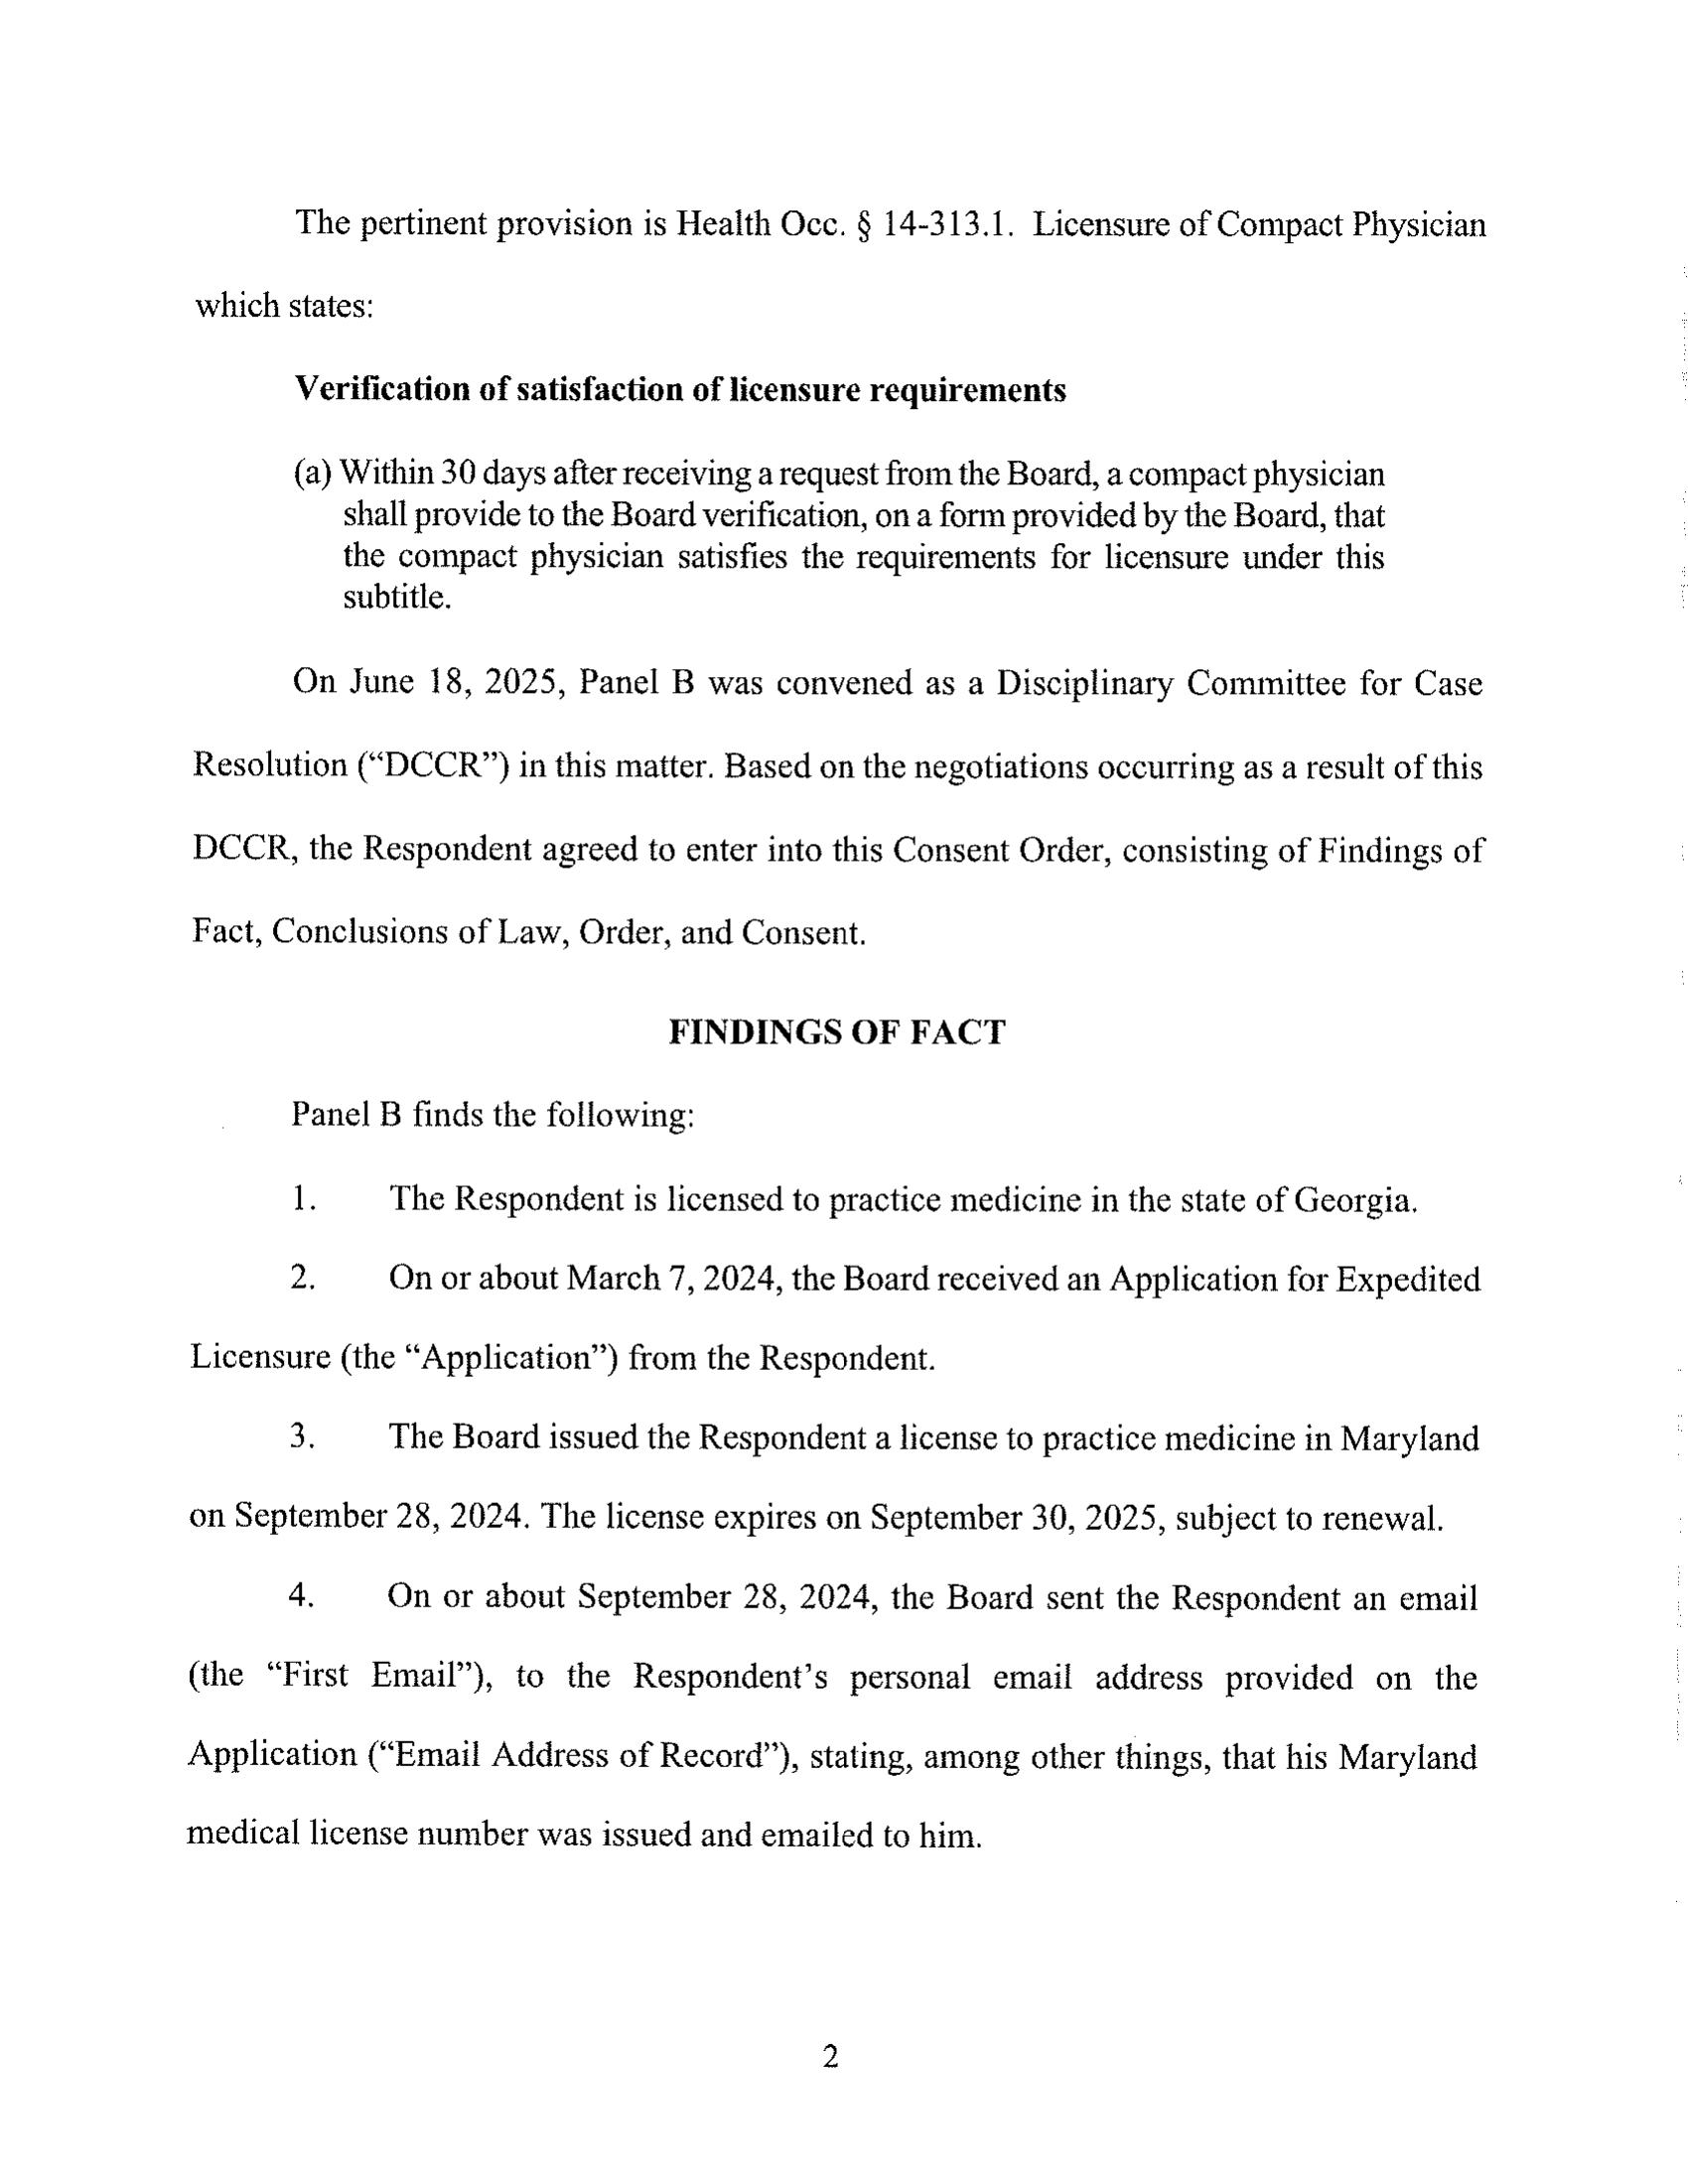 The pertinent provision is Health Occ. § 14-313.1. Licensure of Compact Physician
which states:
Verification of satisfaction of licensure requirements
(a) Within 30 days after receiving a request from the Board, a compact physician
shall provide to the Board verification, on a form provided by the Board, that
the compact physician satisfies the requirements for licensure under this
subtitle.
On June 18, 2025, Panel B was convened as a Disciplinary Committee for Case
Resolution (“DCCR”) in this matter. Based on the negotiations occurring as a result of this
DCCR, the Respondent agreed to enter into this Consent Order, consisting of Findings of
Fact, Conclusions of Law, Order, and Consent.
FINDINGS OF FACT
Panel B finds the following:
1. The Respondent is licensed to practice medicine in the state of Georgia.
2. On or about March 7, 2024, the Board received an Application for Expedited
Licensure (the “Application”) from the Respondent.
3. The Board issued the Respondent a license to practice medicine in Maryland
on September 28, 2024. The license expires on September 30, 2025, subject to renewal.
4. On or about September 28, 2024, the Board sent the Respondent an email
(the “First Email”), to the Respondent’s personal email address provided on the
Application (“Email Address of Record”), stating, among other things, that his Maryland
medical license number was issued and emailed to him.
2